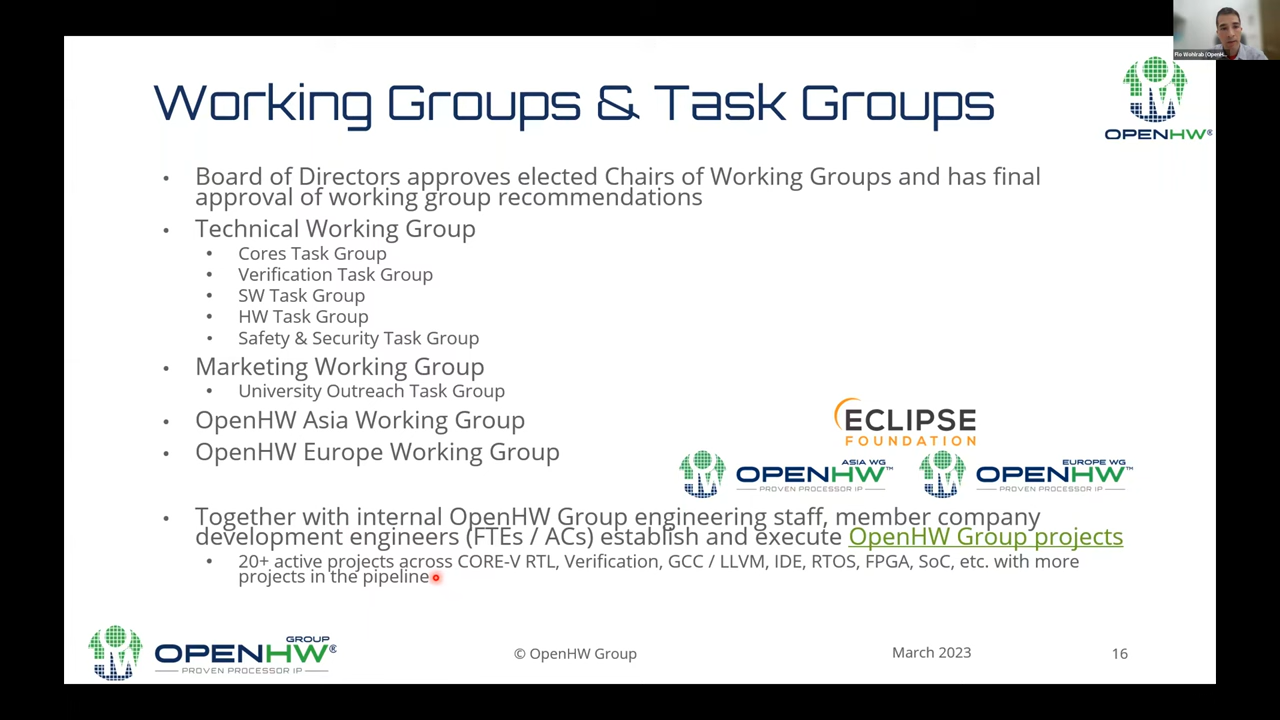 Flo Wohlrab (OpenH...
Working Groups & Task Groups
OPENHW®
• Board of Directors approves elected Chairs of Working Groups and has final
approval of working group recommendations
• Technical Working Group
• Cores Task Group
• Verification Task Group
• SW Task Group
• HW Task Group
• Safety & Security Task Group
• Marketing Working Group
• University Outreach Task Group
• OpenHW Asia Working Group
• OpenHW Europe Working Group
ECLIPSE
FOUNDATION
ASIA WG
OPENHW™
PROVEN PROCESSOR IP
EUROPE WG
OPENHW™
PROVEN PROCESSOR IP
• Together with internal OpenHW Group engineering staff, member company
development engineers (FTEs / ACs) establish and execute OpenHW Group projects
• 20+ active projects across CORE-V RTL, Verification, GCC / LLVM, IDE, RTOS, FPGA, SoC, etc. with more
projects in the pipeline
GROUP
OPENHW®
PROVEN PROCESSOR IP
© OpenHW Group
March 2023
16